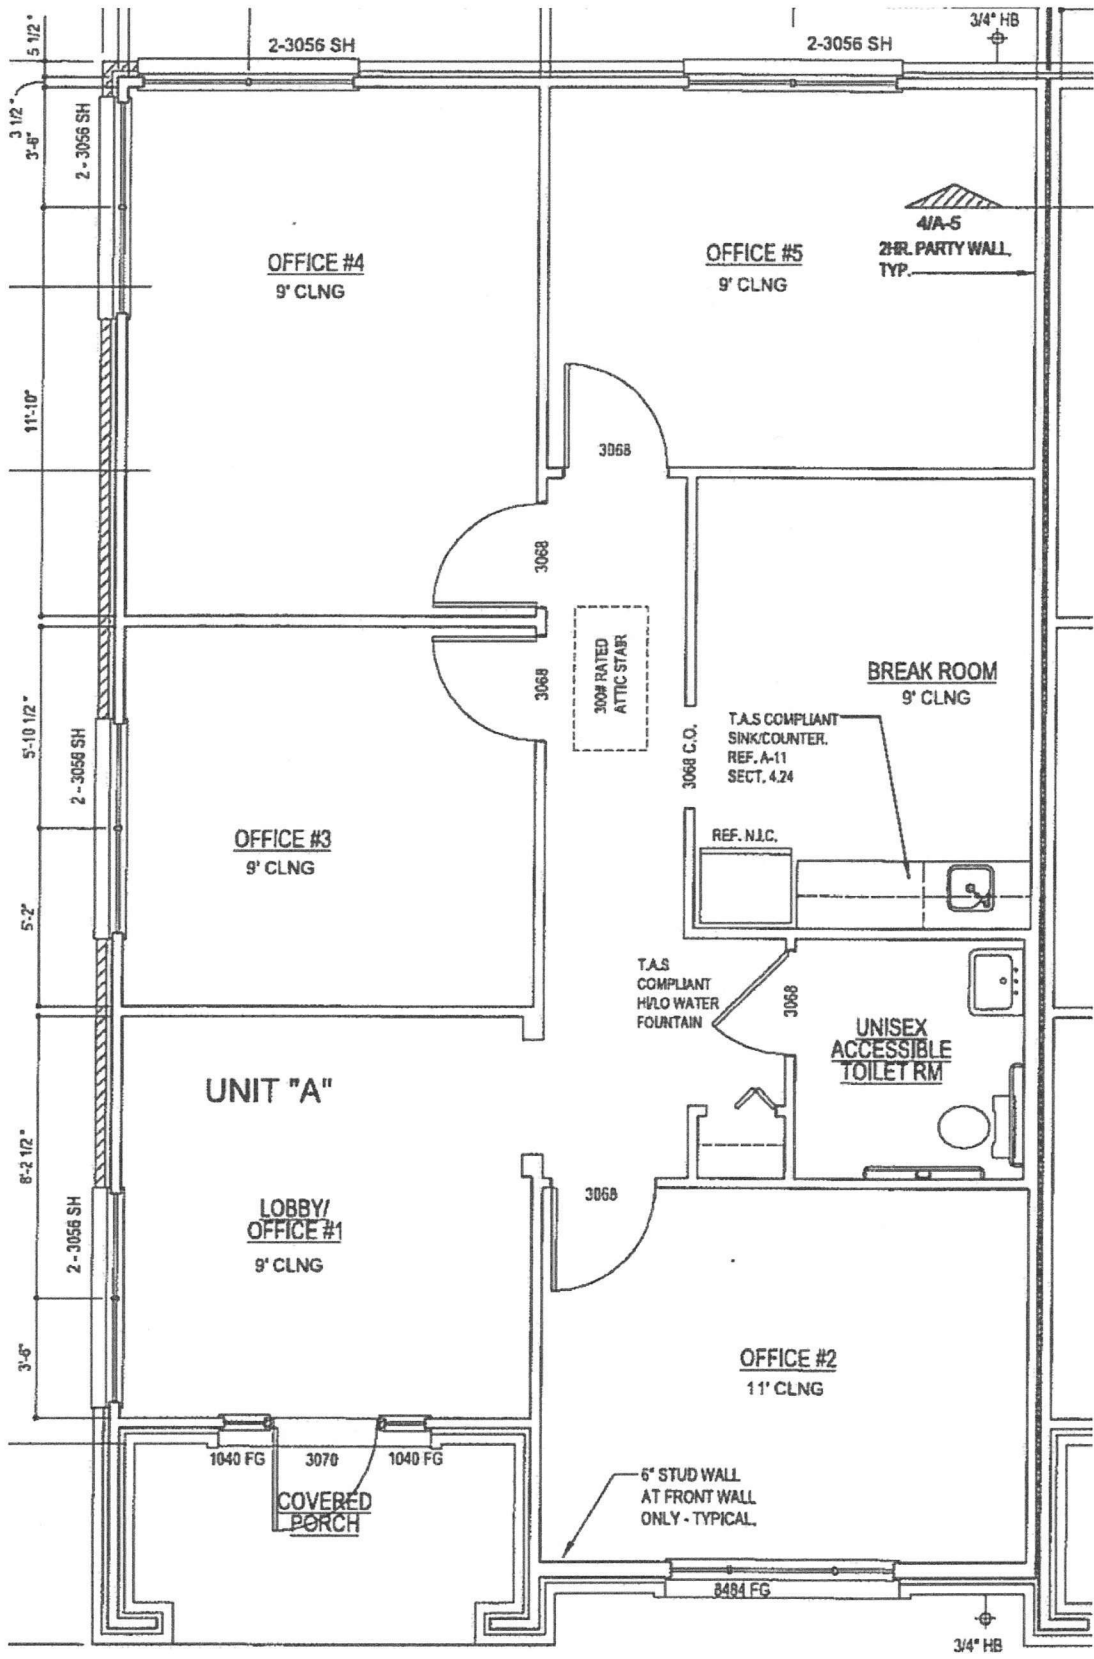 3/4" HB
5 1/2"
2-3056 SH
2-3056 SH
3 1/2"
3'-6"
2 - 3056 SH
4/A-5
2HR. PARTY WALL,
TYP.
OFFICE #4
9' CLNG
OFFICE #5
9' CLNG
11'-10"
3068
3068
300# RATED
ATTIC STAIR
3068
BREAK ROOM
9' CLNG
T.A.S COMPLIANT
SINK/COUNTER.
REF. A-11
SECT. 4.24
3068 C.O.
5'-10 1/2"
2 - 3056 SH
OFFICE #3
9' CLNG
REF. N.I.C.
5'-2"
T.A.S
COMPLIANT
HI/LO WATER
FOUNTAIN
3068
UNISEX
ACCESSIBLE
TOILET RM
UNIT "A"
8'-2 1/2"
2 - 3056 SH
3068
LOBBY/
OFFICE #1
9' CLNG
3'-6"
OFFICE #2
11' CLNG
1040 FG
3070
1040 FG
COVERED
PORCH
6" STUD WALL
AT FRONT WALL
ONLY - TYPICAL.
8484 FG
3/4" HB